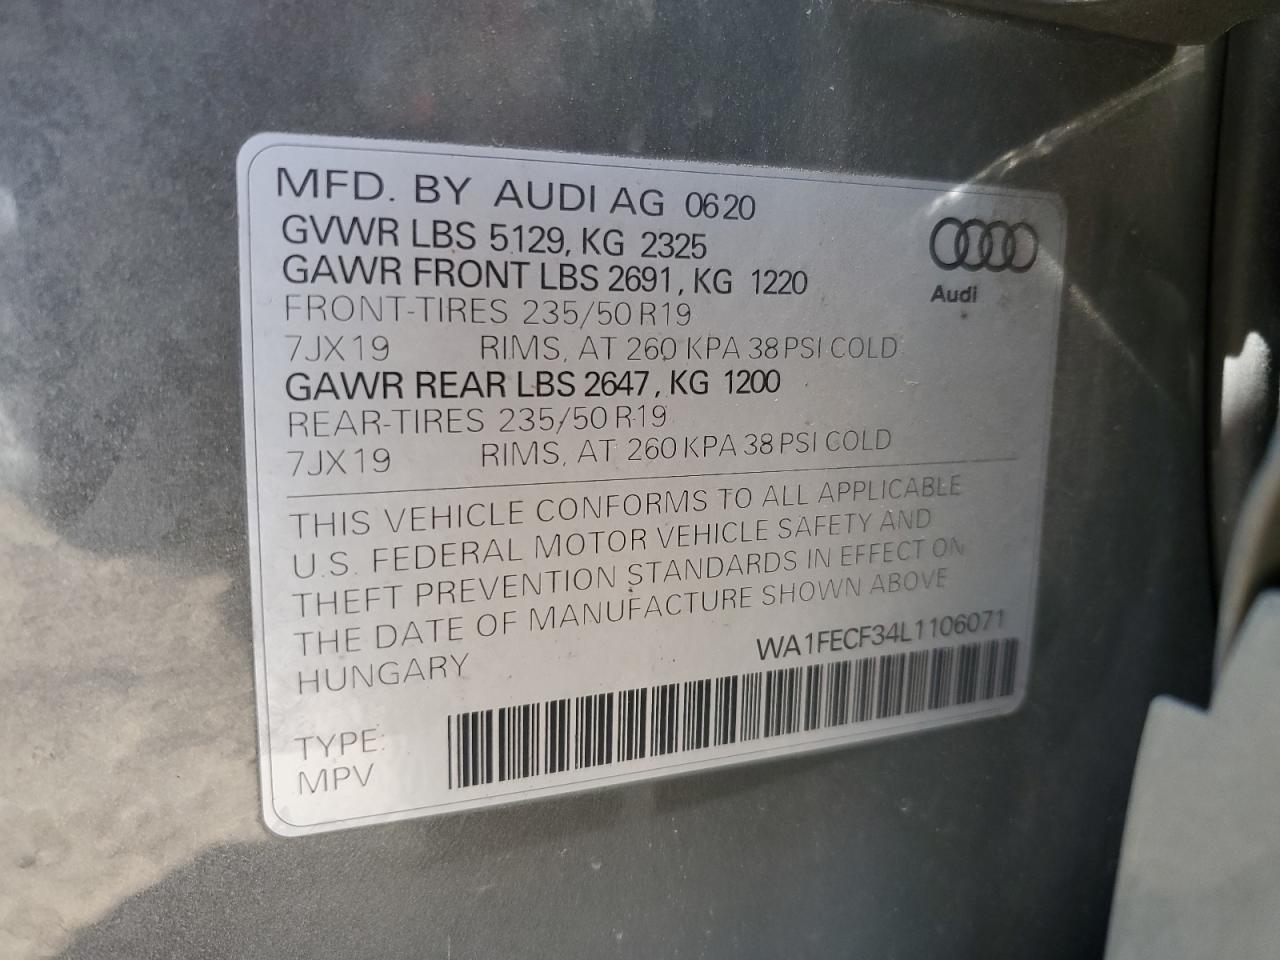 MFD. BY AUDI AG 0620
GVWR LBS 5129, KG 2325
GAWR FRONT LBS 2691, KG 1220
FRONT-TIRES 235/50 R19
7JX19 RIMS, AT 260 KPA 38 PSI COLD
GAWR REAR LBS 2647, KG 1200
REAR-TIRES 235/50 R19
7JX19 RIMS, AT 260 KPA 38 PSI COLD
Audi
THIS VEHICLE CONFORMS TO ALL APPLICABLE
U.S. FEDERAL MOTOR VEHICLE SAFETY AND
THEFT PREVENTION STANDARDS IN EFFECT ON
THE DATE OF MANUFACTURE SHOWN ABOVE
HUNGARY
WA1FECF34L1106071
TYPE:
MPV